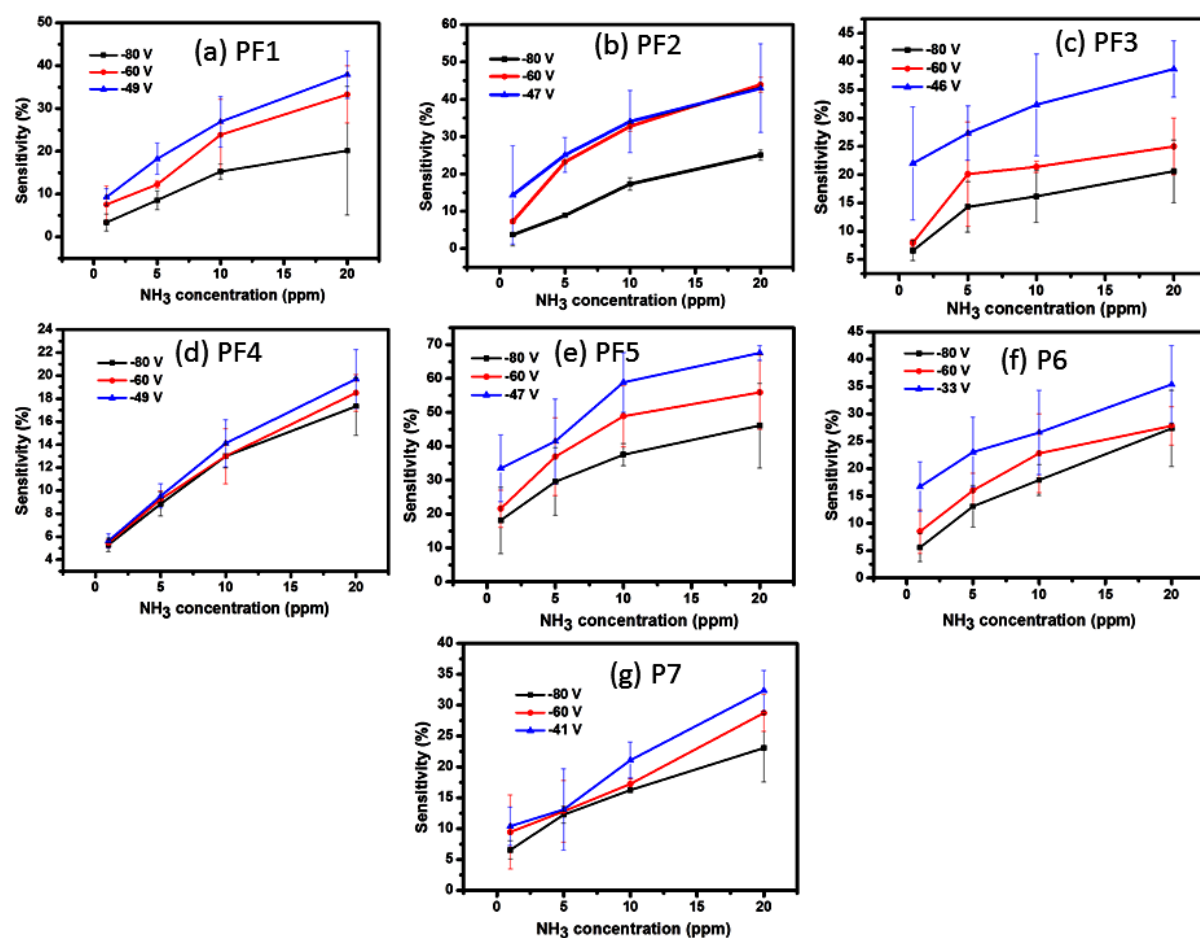 (a) PF1
-80 V
-60 V
-49 V
Sensitivity (%)
50
40
30
20
10
0
0 5 10 15 20
NH3 concentration (ppm)
(b) PF2
-80 V
-60 V
-47 V
Sensitivity (%)
60
50
40
30
20
10
0
0 5 10 15 20
NH3 concentration (ppm)
(c) PF3
-80 V
-60 V
-46 V
Sensitivity (%)
45
40
35
30
25
20
15
10
5
0 5 10 15 20
NH3 concentration (ppm)
(d) PF4
-80 V
-60 V
-49 V
Sensitivity (%)
24
22
20
18
16
14
12
10
8
6
4
0 5 10 15 20
NH3 concentration (ppm)
(e) PF5
-80 V
-60 V
-47 V
Sensitivity (%)
70
60
50
40
30
20
10
0
0 5 10 15 20
NH3 concentration (ppm)
(f) P6
-80 V
-60 V
-33 V
Sensitivity (%)
45
40
35
30
25
20
15
10
5
0
0 5 10 15 20
NH3 concentration (ppm)
(g) P7
-80 V
-60 V
-41 V
Sensitivity (%)
40
35
30
25
20
15
10
5
0
0 5 10 15 20
NH3 concentration (ppm)